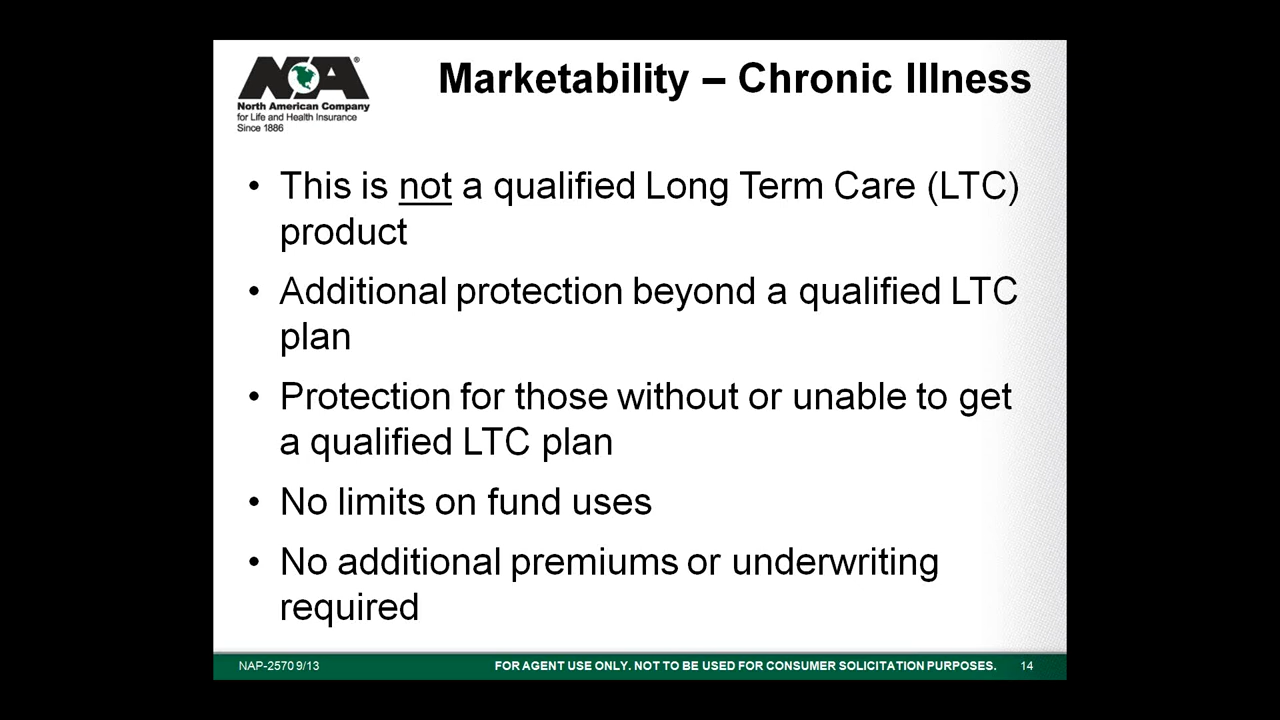 NA®
North American Company
for Life and Health Insurance
Since 1886
Marketability – Chronic Illness
• This is not a qualified Long Term Care (LTC)
product
• Additional protection beyond a qualified LTC
plan
• Protection for those without or unable to get
a qualified LTC plan
• No limits on fund uses
• No additional premiums or underwriting
required
NAP-2570 9/13
FOR AGENT USE ONLY. NOT TO BE USED FOR CONSUMER SOLICITATION PURPOSES.
14